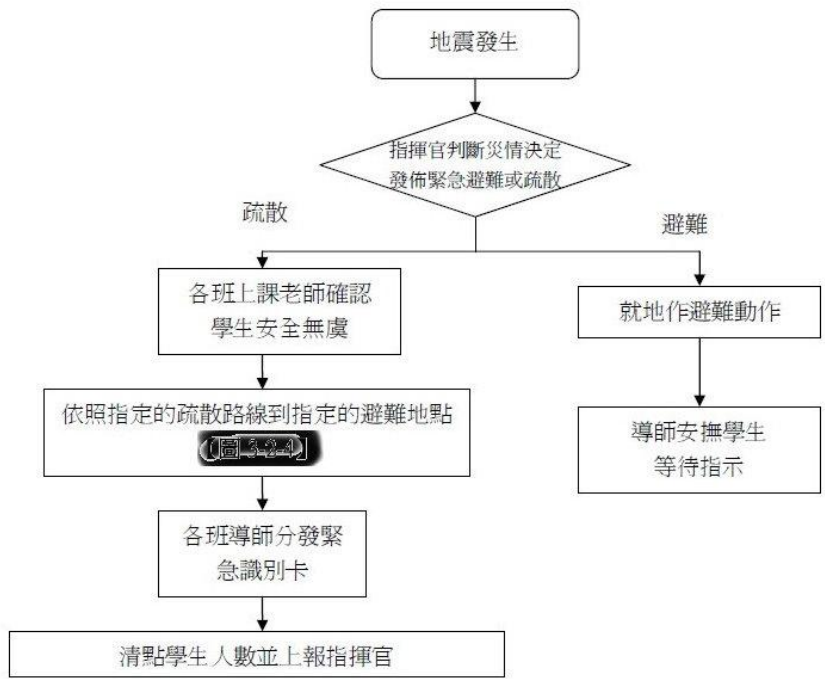 地震發生
指揮官判斷災情決定
發佈緊急避難或疏散
疏散
避難
各班上課老師確認
學生安全無虞
就地作避難動作
依照指定的疏散路線到指定的避難地點
[圖 3-2-4]
導師安撫學生
等待指示
各班導師分發緊
急識別卡
清點學生人數並上報指揮官